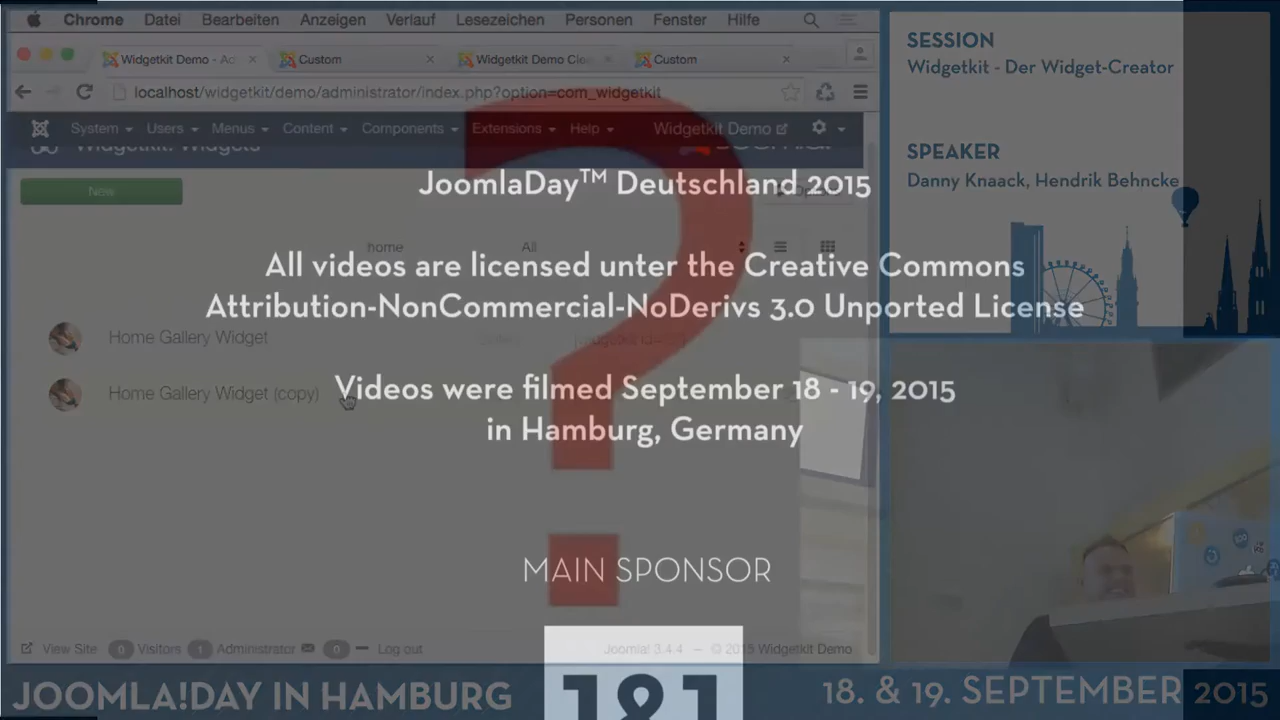 Chrome Datei Bearbeiten Anzeigen Verlauf Lesezeichen Personen Fenster Hilfe
Widgetkit Demo - Ac Custom Widgetkit Demo Clo Custom
localhost/widgetkit/demo/administrator/index.php?option=com_widgetkit
System Users Menus Content Components Extensions Help Widgetkit Demo
Widgetkit: Widgets
New
home All
Home Gallery Widget
Home Gallery Widget (copy)
JoomlaDay™ Deutschland 2015
All videos are licensed unter the Creative Commons
Attribution-NonCommercial-NoDerivs 3.0 Unported License
Videos were filmed September 18 - 19, 2015
in Hamburg, Germany
?
MAIN SPONSOR
1&1
View Site 0 Visitors 1 Administrator 0 Log out
Joomla! 3.4.4 — © 2015 Widgetkit Demo
SESSION
Widgetkit - Der Widget-Creator
SPEAKER
Danny Knaack, Hendrik Behncke
JOOMLA!DAY IN HAMBURG
18. & 19. SEPTEMBER 2015